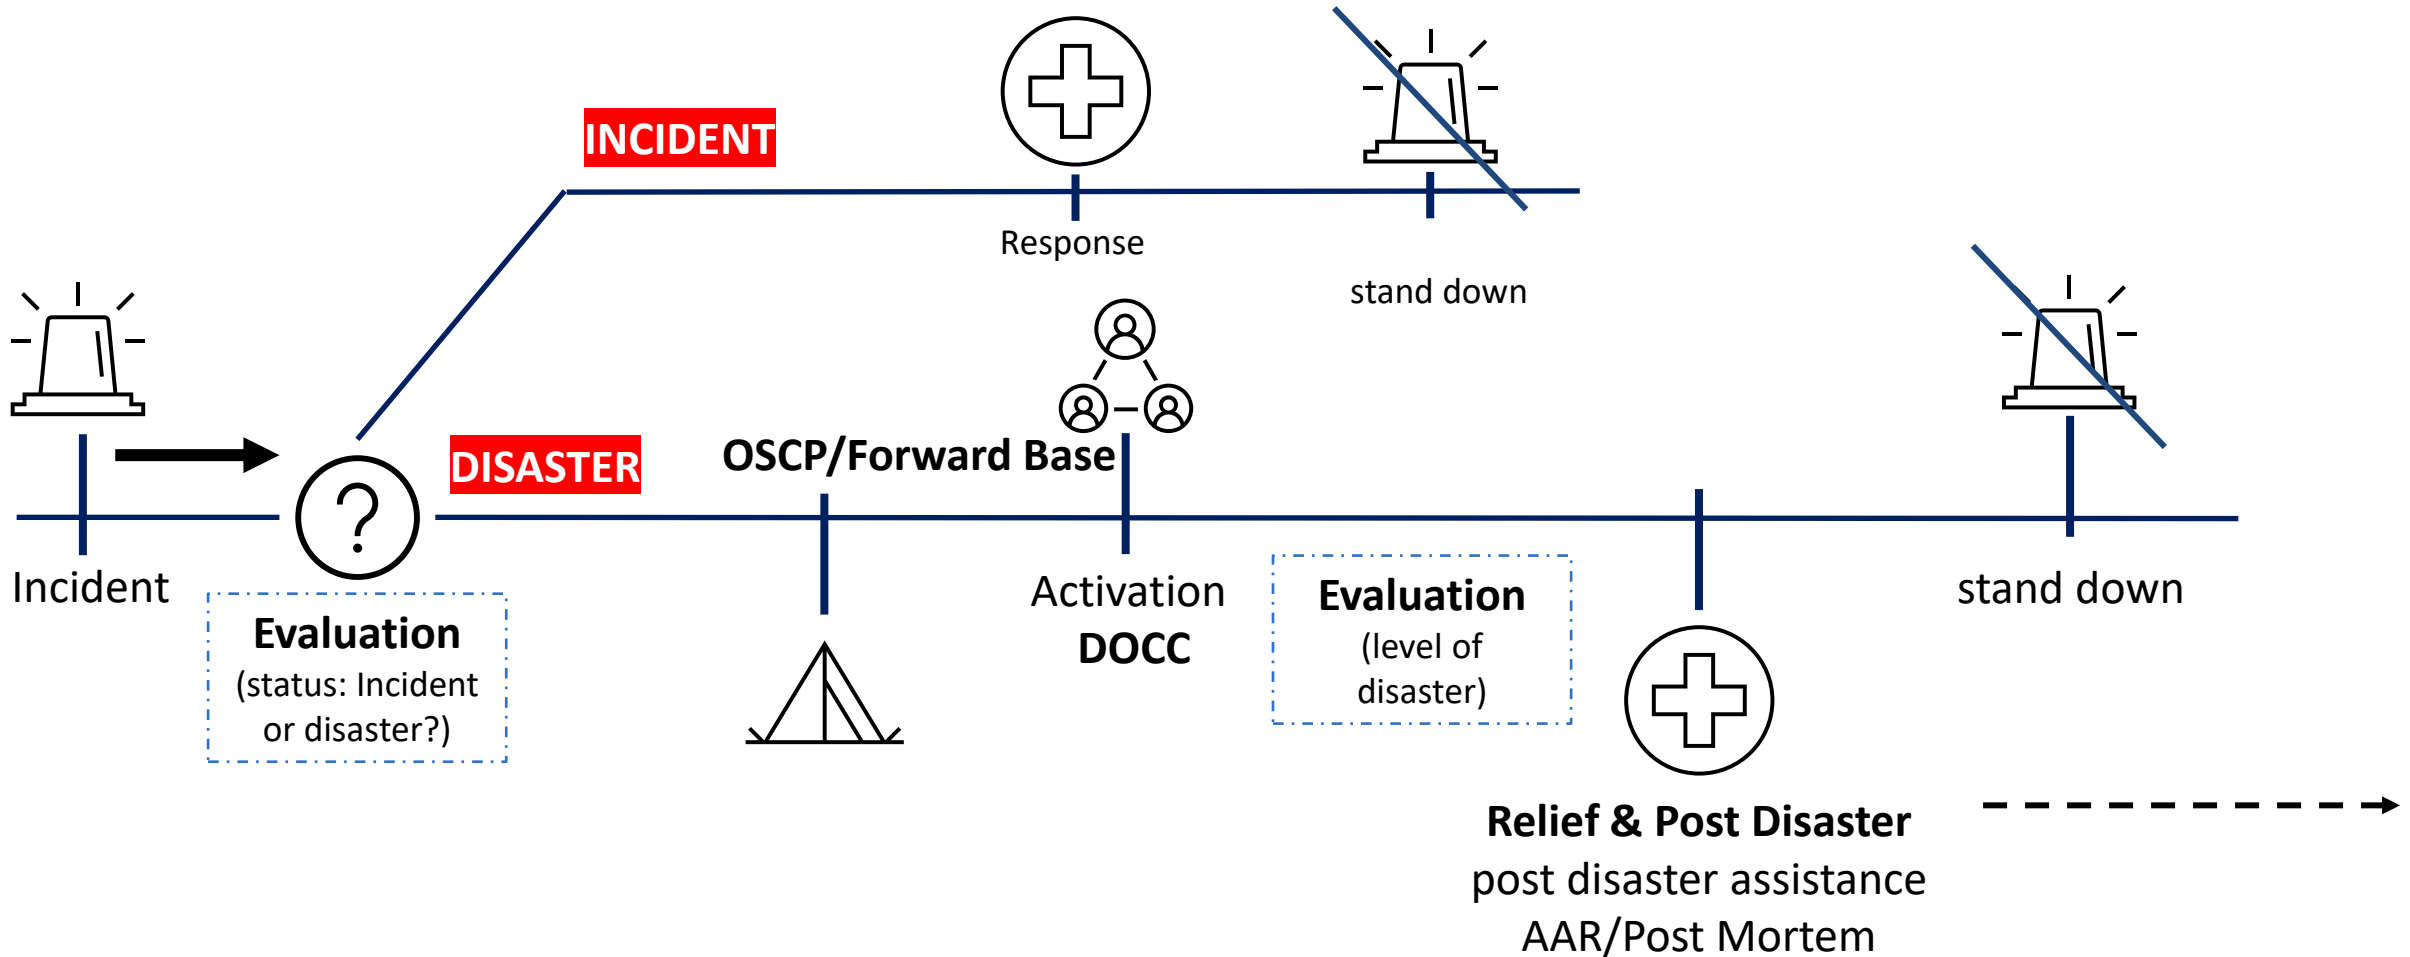 INCIDENT
Response
stand down
DISASTER
OSCP/Forward Base
?
Incident
Evaluation
(status: Incident
or disaster?)
Activation
DOCC
Evaluation
(level of
disaster)
stand down
Relief & Post Disaster
post disaster assistance
AAR/Post Mortem